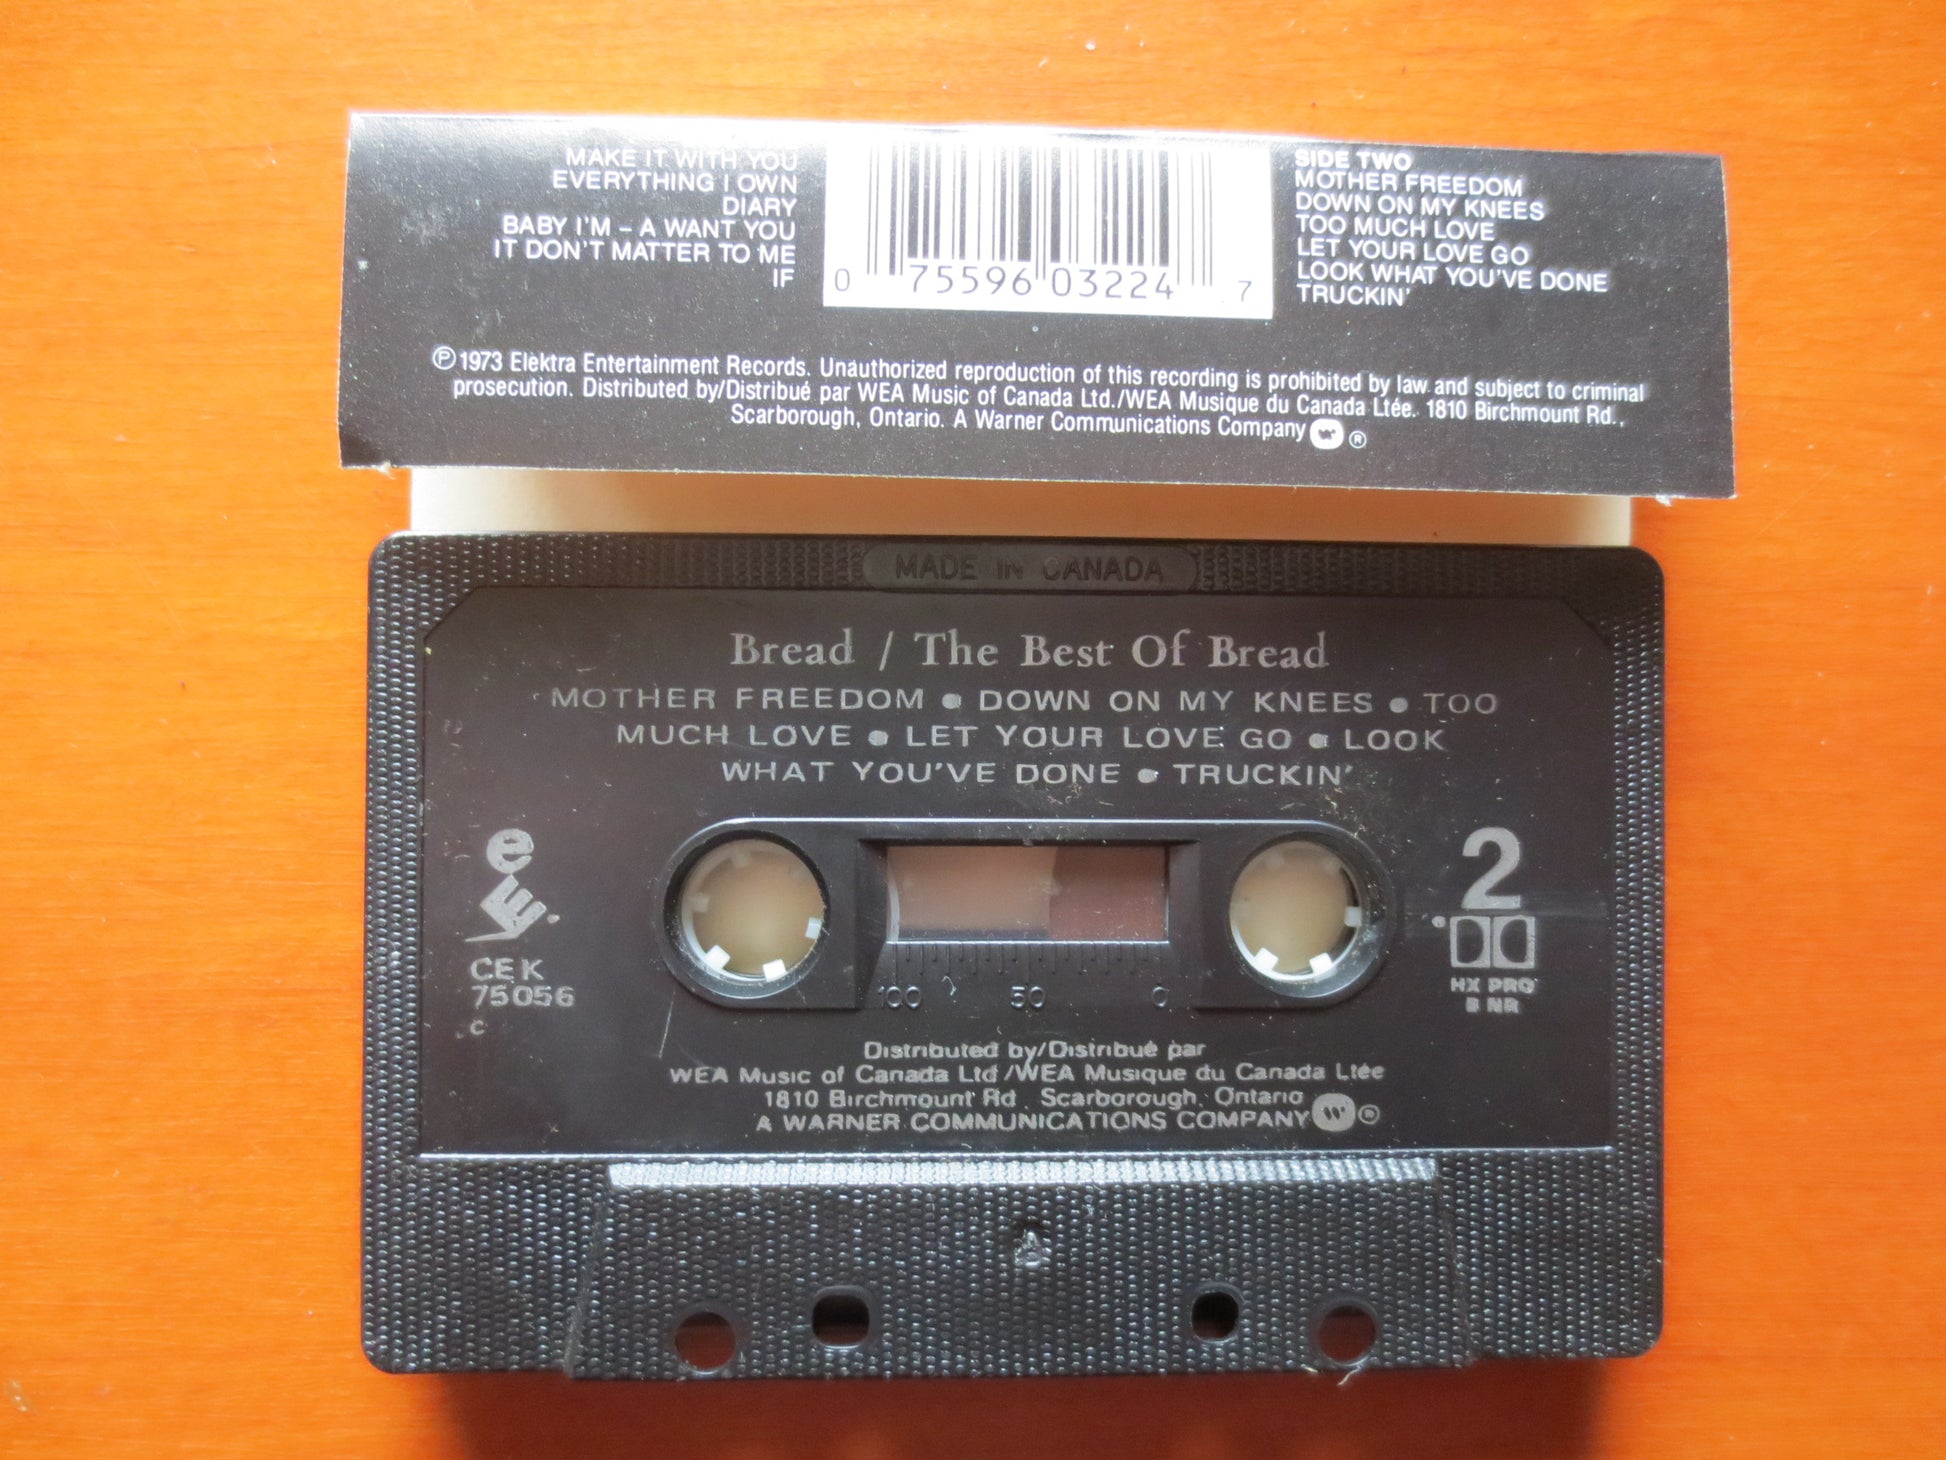 MAKE IT WITH YOU
EVERYTHING I OWN
DIARY
BABY I'M – A WANT YOU
IT DON'T MATTER TO ME
IF
0 75596 03224 7
SIDE TWO
MOTHER FREEDOM
DOWN ON MY KNEES
TOO MUCH LOVE
LET YOUR LOVE GO
LOOK WHAT YOU'VE DONE
TRUCKIN'
℗ 1973 Elektra Entertainment Records. Unauthorized reproduction of this recording is prohibited by law and subject to criminal
prosecution. Distributed by/Distribué par WEA Music of Canada Ltd./WEA Musique du Canada Ltée. 1810 Birchmount Rd.,
Scarborough, Ontario. A Warner Communications Company ®
MADE IN CANADA
Bread / The Best Of Bread
MOTHER FREEDOM • DOWN ON MY KNEES • TOO
MUCH LOVE • LET YOUR LOVE GO • LOOK
WHAT YOU'VE DONE • TRUCKIN'
e
CEK
75056
c
2
HX PRO
B NR
100 50 0
Distributed by/Distribué par
WEA Music of Canada Ltd /WEA Musique du Canada Ltée
1810 Birchmount Rd Scarborough, Ontario
A WARNER COMMUNICATIONS COMPANY ®